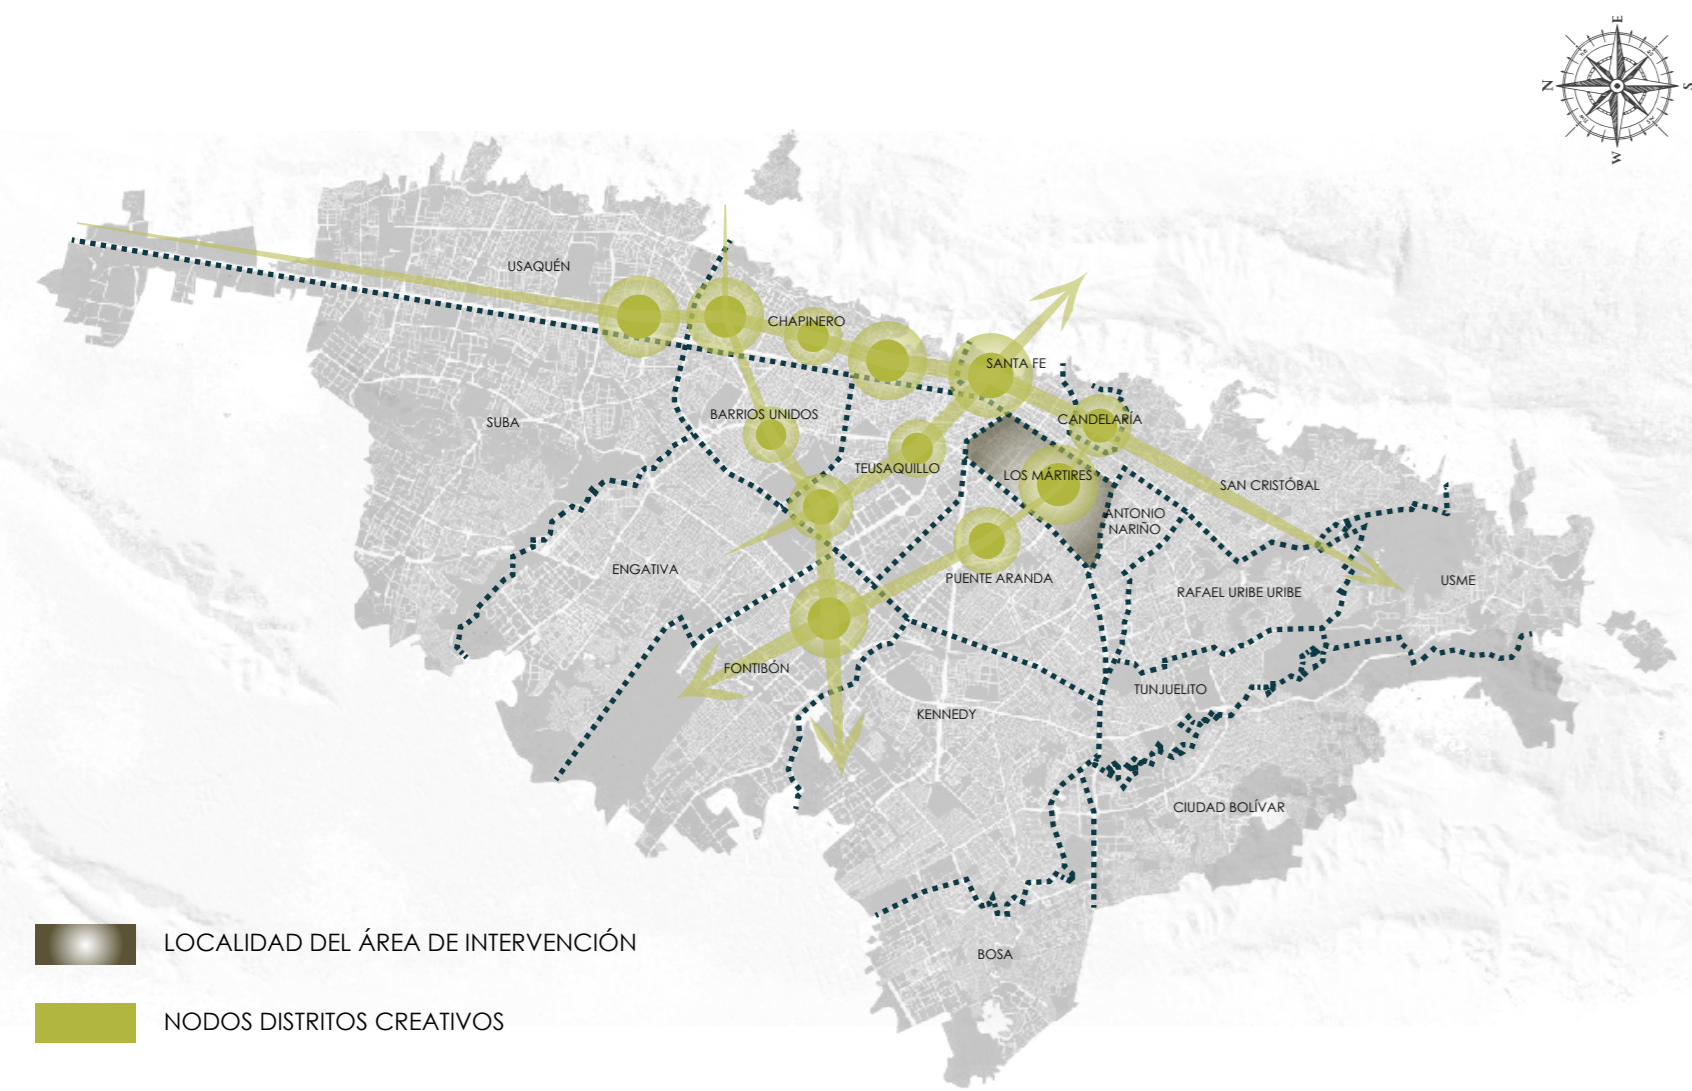 E
N
S
W
USAQUÉN
CHAPINERO
SANTA FE
BARRIOS UNIDOS
CANDELARÍA
SUBA
TEUSAQUILLO
LOS MÁRTIRES
SAN CRISTÓBAL
ANTONIO
NARIÑO
ENGATIVA
PUENTE ARANDA
USME
RAFAEL URIBE URIBE
FONTIBÓN
TUNJUELITO
KENNEDY
CIUDAD BOLÍVAR
BOSA
LOCALIDAD DEL ÁREA DE INTERVENCIÓN
NODOS DISTRITOS CREATIVOS